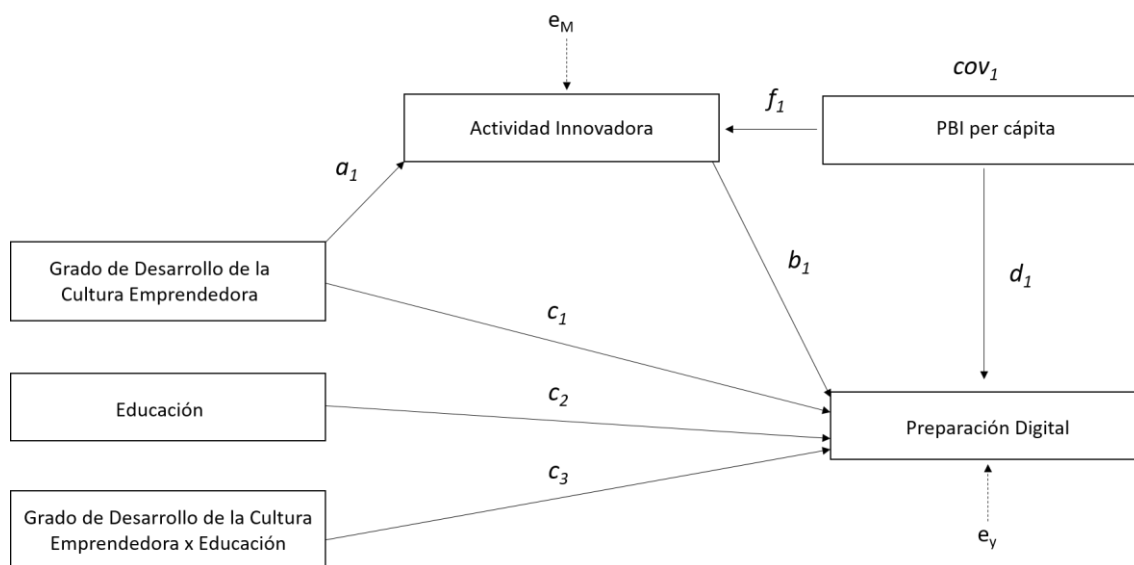 e_M
cov_1
f_1
Actividad Innovadora
PBI per cápita
a_1
Grado de Desarrollo de la
Cultura Emprendedora
b_1
d_1
c_1
Educación
c_2
Preparación Digital
c_3
Grado de Desarrollo de la Cultura
Emprendedora x Educación
e_y